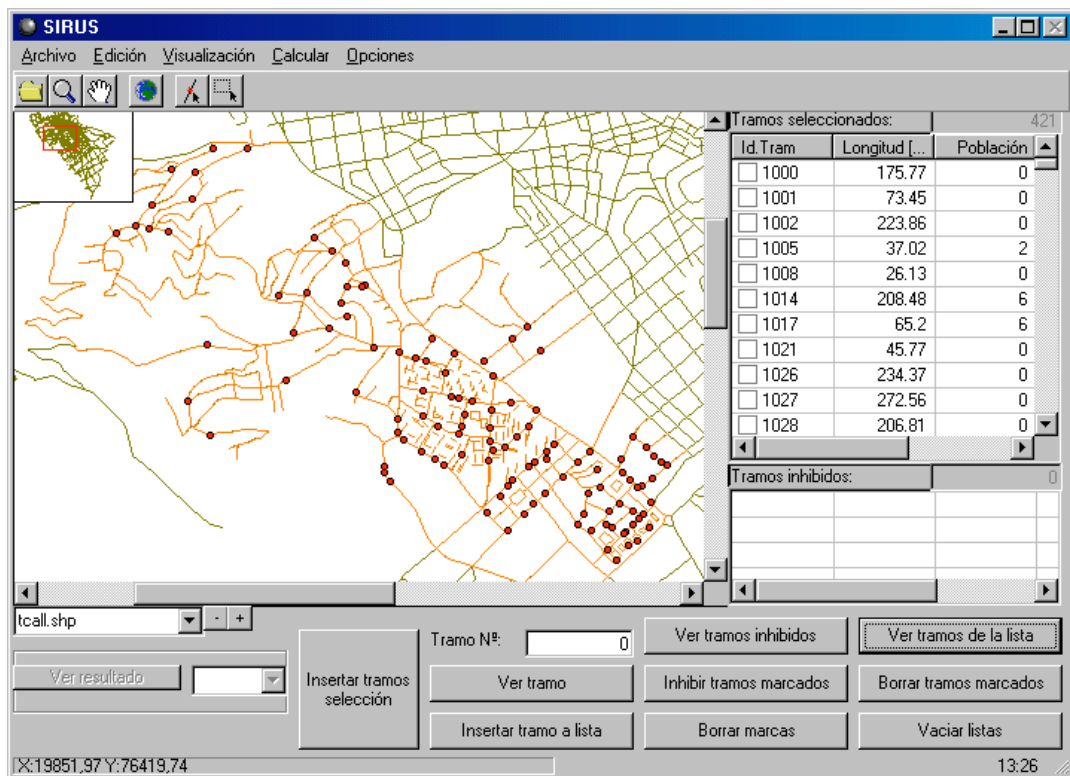 SIRUS
Archivo Edición Visualización Calcular Opciones
Tramos seleccionados: 421
Id.Tram Longitud [... Población
1000 175.77 0
1001 73.45 0
1002 223.86 0
1005 37.02 2
1008 26.13 0
1014 208.48 6
1017 65.2 6
1021 45.77 0
1026 234.37 0
1027 272.56 0
1028 206.81 0
Tramos inhibidos: 0
tcall.shp - +
Ver resultado
Insertar tramos selección
Tramo Nº: 0
Ver tramo
Insertar tramo a lista
Ver tramos inhibidos
Inhibir tramos marcados
Borrar marcas
Ver tramos de la lista
Borrar tramos marcados
Vaciar listas
X:19851,97 Y:76419,74 13:26